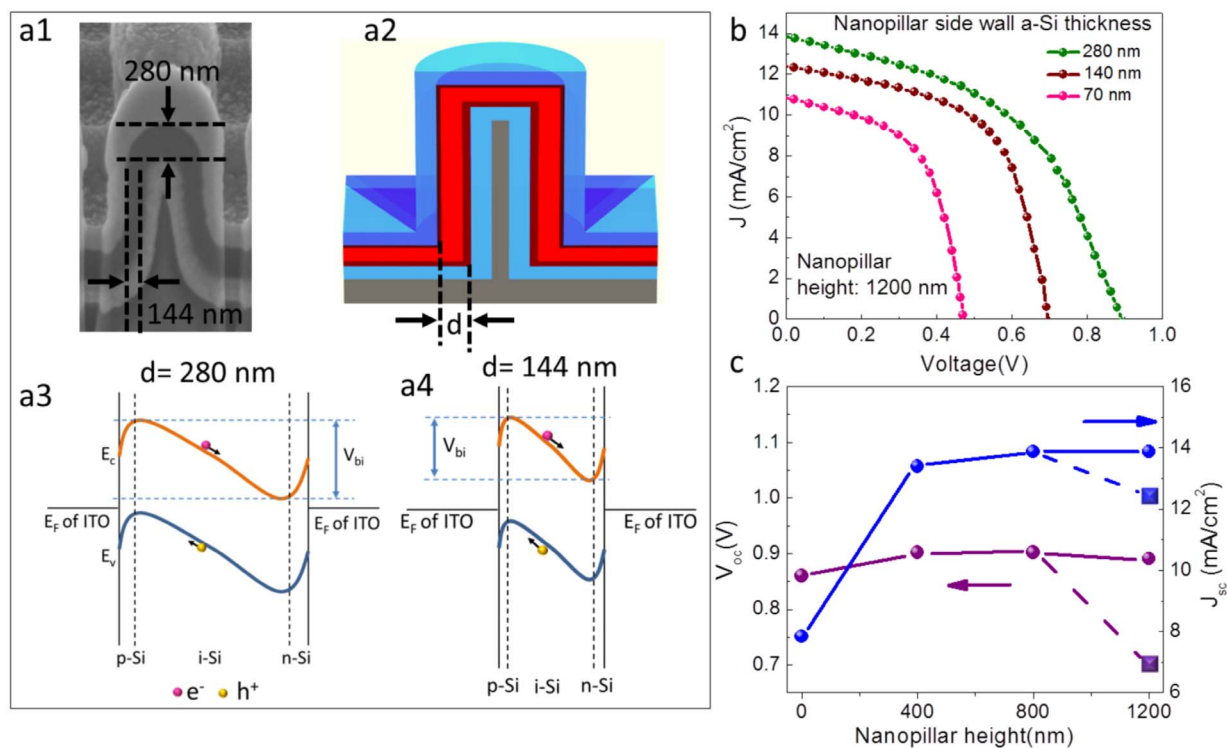 a1
280 nm
144 nm
a2
d
a3
d= 280 nm
E_c
V_bi
E_F of ITO
E_F of ITO
E_v
p-Si
i-Si
n-Si
e⁻
h⁺
a4
d= 144 nm
V_bi
E_F of ITO
E_F of ITO
p-Si
i-Si
n-Si
b
Nanopillar side wall a-Si thickness
280 nm
140 nm
70 nm
Nanopillar
height: 1200 nm
J (mA/cm²)
14
12
10
8
6
4
2
0
0.0
0.2
0.4
0.6
0.8
1.0
Voltage(V)
c
V_oc(V)
1.2
1.1
1.0
0.9
0.8
0.7
16
14
12
10
8
6
J_sc (mA/cm²)
0
400
800
1200
Nanopillar height(nm)